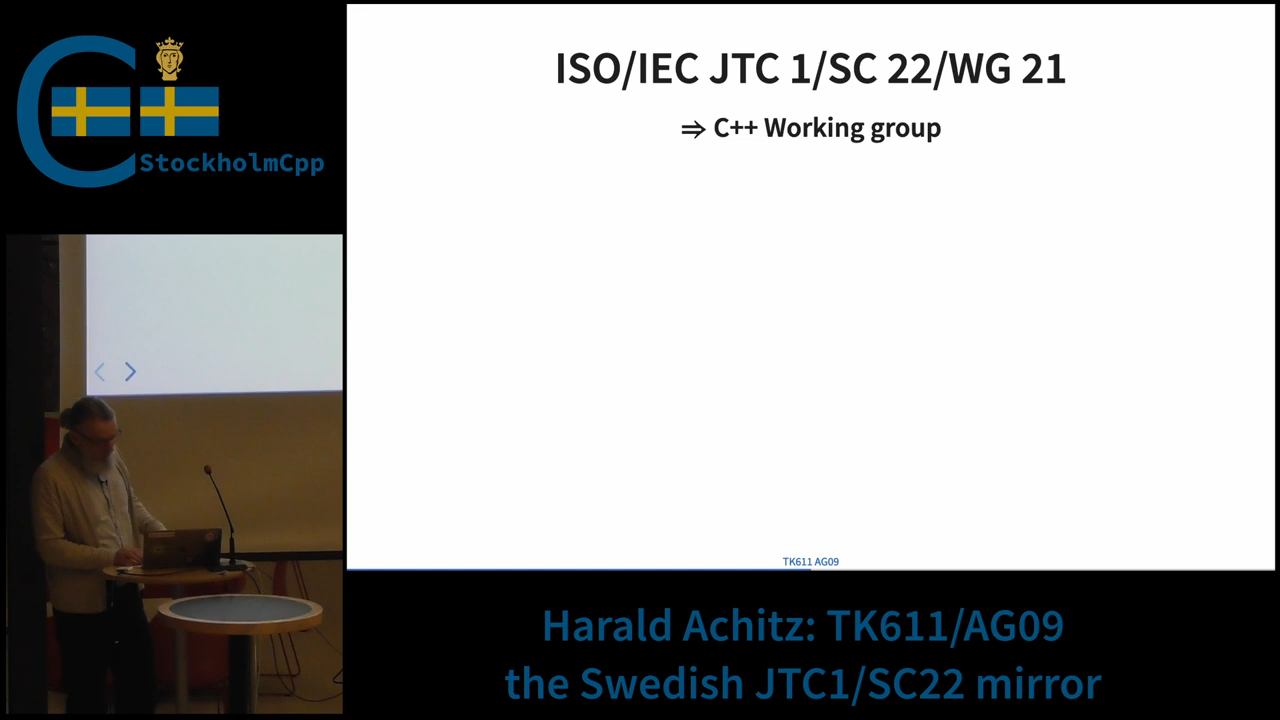 StockholmCpp
ISO/IEC JTC 1/SC 22/WG 21
⇒ C++ Working group
TK611 AG09
Harald Achitz: TK611/AG09
the Swedish JTC1/SC22 mirror